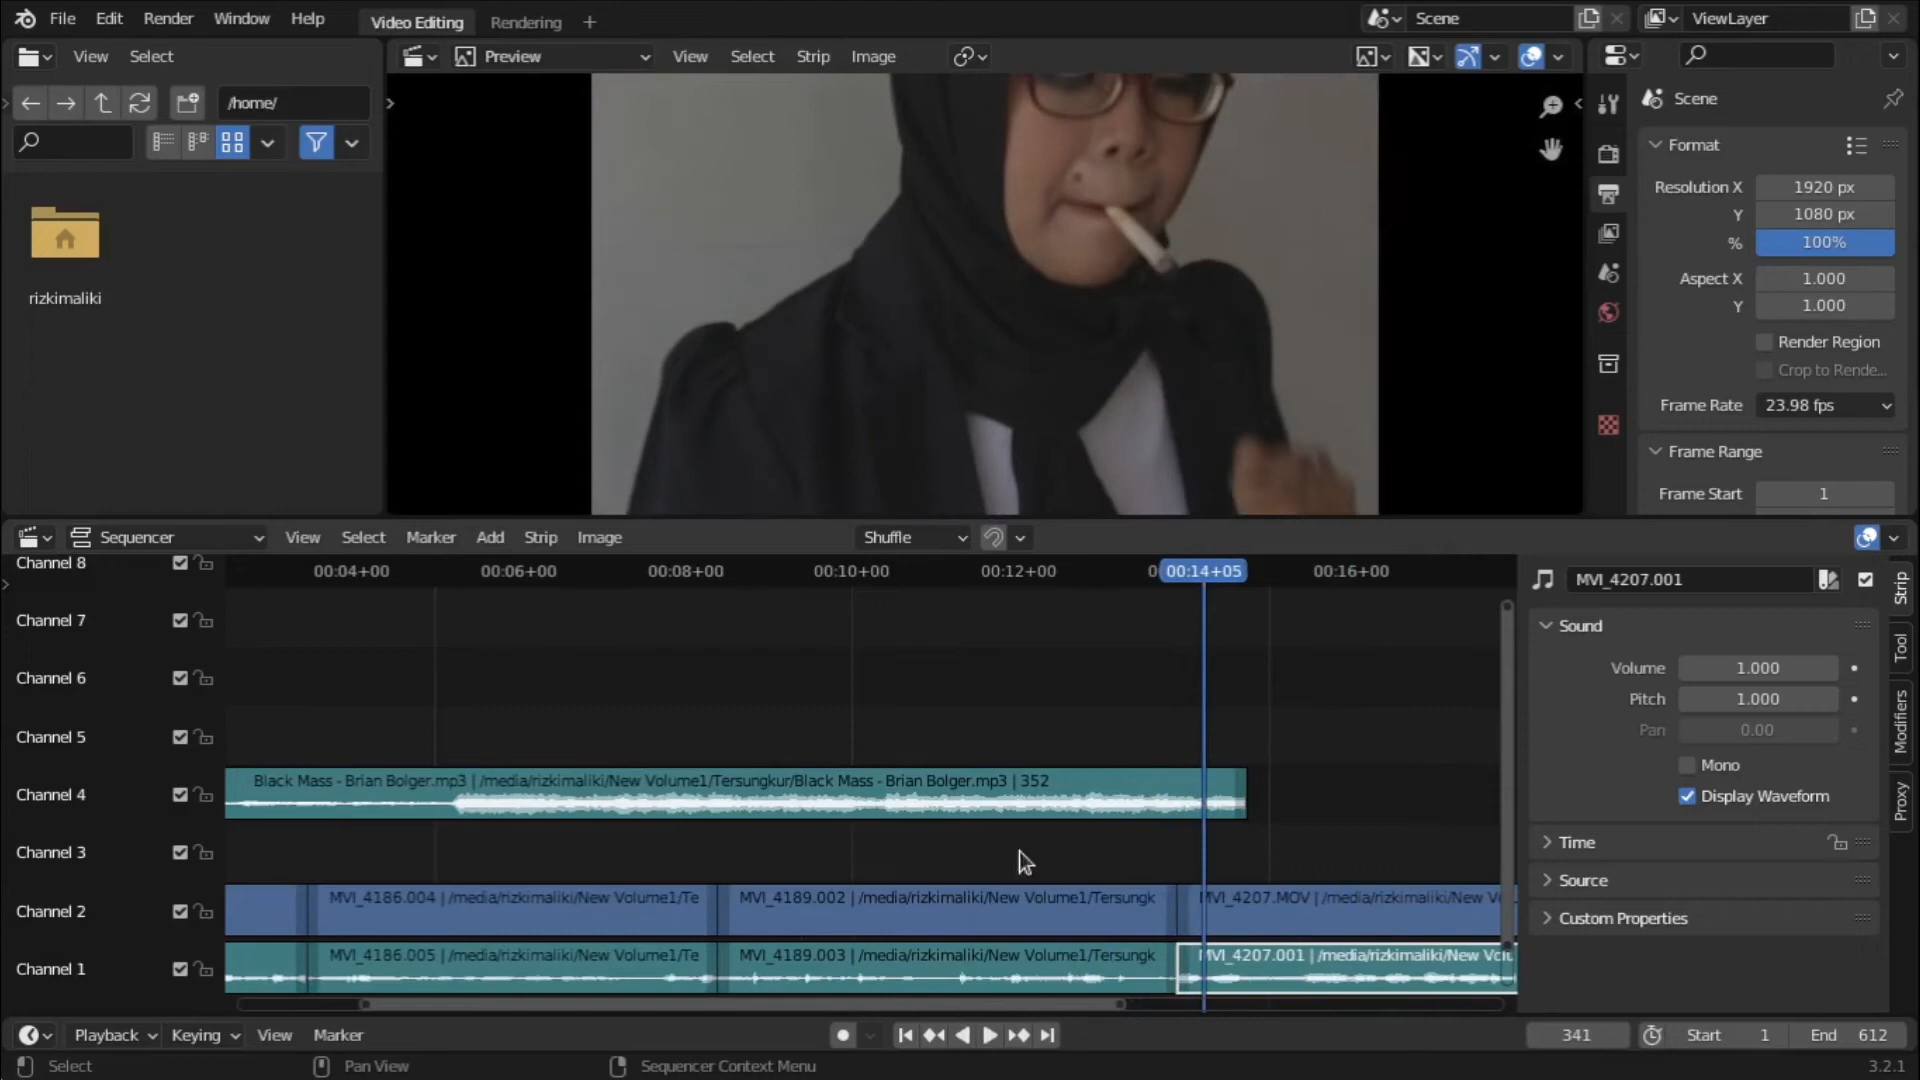 File Edit Render Window Help Video Editing Rendering + Scene ViewLayer
View Select Preview View Select Strip Image
/home/
rizkimaliki
Scene
Format
Resolution X 1920 px
Y 1080 px
% 100%
Aspect X 1.000
Y 1.000
Render Region
Crop to Rende...
Frame Rate 23.98 fps
Frame Range
Frame Start 1
Sequencer View Select Marker Add Strip Image Shuffle
00:04+00 00:06+00 00:08+00 00:10+00 00:12+00 00:14+05 00:16+00
Channel 8
Channel 7
Channel 6
Channel 5
Channel 4
Black Mass - Brian Bolger.mp3 | /media/rizkimaliki/New Volume1/Tersungkur/Black Mass - Brian Bolger.mp3 | 352
Channel 3
Channel 2
MVI_4186.004 | /media/rizkimaliki/New Volume1/Te
MVI_4189.002 | /media/rizkimaliki/New Volume1/Tersungk
MVI_4207.MOV | /media/rizkimaliki/New V
Channel 1
MVI_4186.005 | /media/rizkimaliki/New Volume1/Te
MVI_4189.003 | /media/rizkimaliki/New Volume1/Tersungk
MVI_4207.001 | /media/rizkimaliki/New Volu
MVI_4207.001
Sound
Volume 1.000
Pitch 1.000
Pan 0.00
Mono
Display Waveform
Time
Source
Custom Properties
Strip
Tool
Modifiers
Proxy
Playback Keying View Marker 341 Start 1 End 612
Select Pan View Sequencer Context Menu 3.2.1